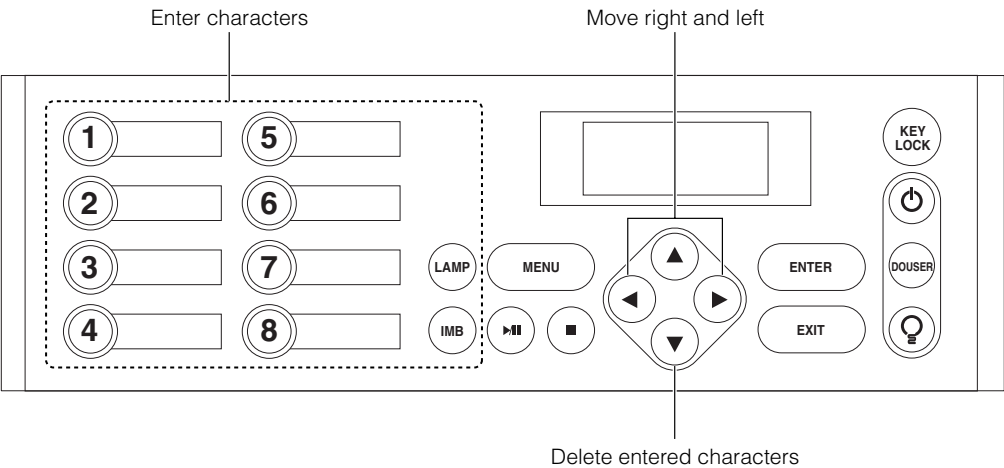 Enter characters
Move right and left
1
5
KEY
LOCK
2
6
3
7
LAMP
MENU
ENTER
DOUSER
4
8
IMB
EXIT
Delete entered characters